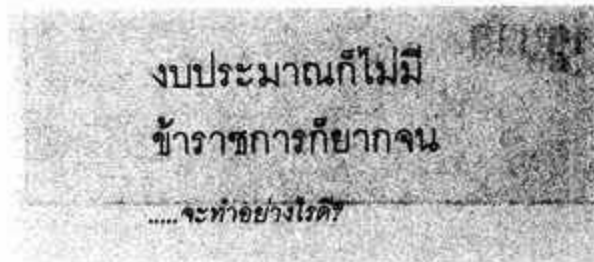 งบประมาณก็ไม่มี
ข้าราชการก็ยากจน
.....จะทำอย่างไรดี?